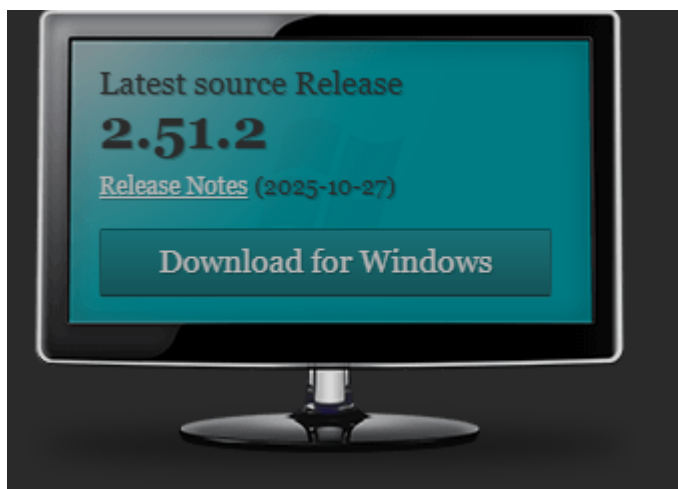 Latest source Release
2.51.2
Release Notes (2025-10-27)
Download for Windows